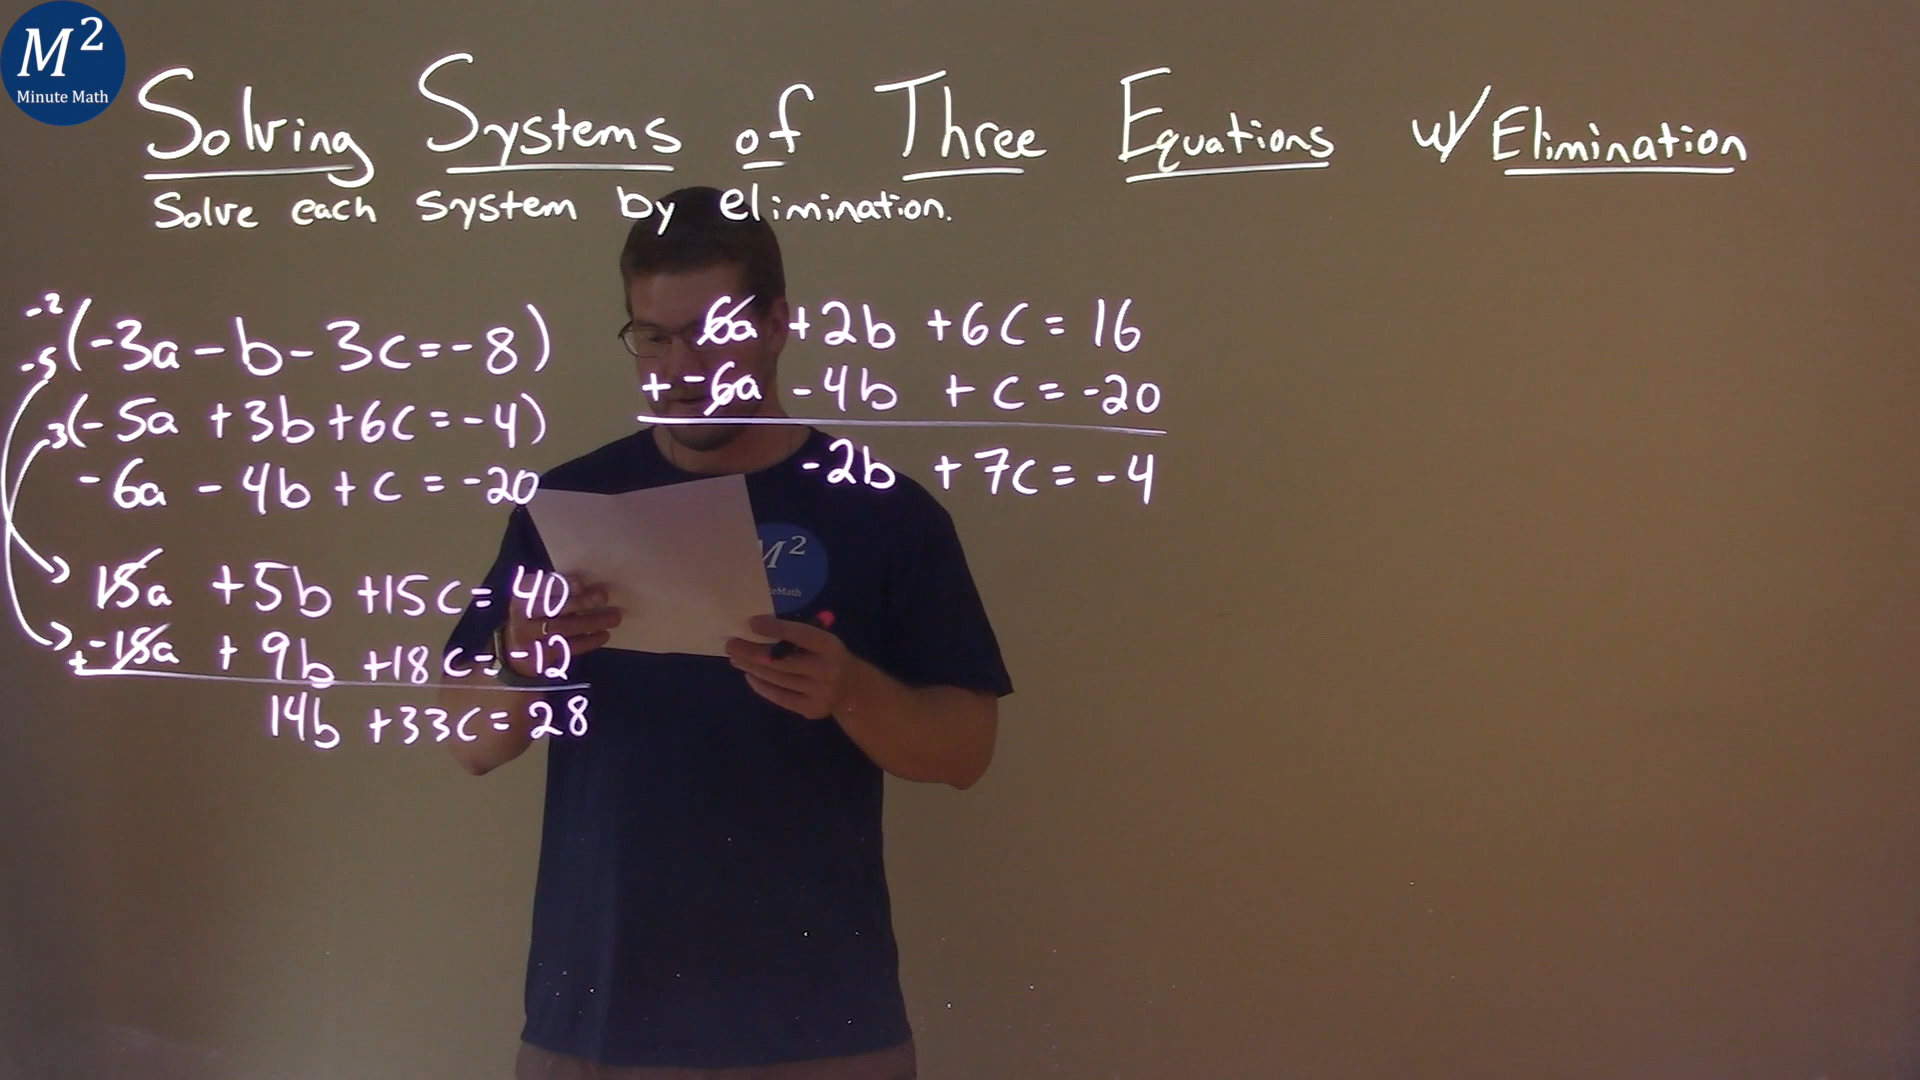 M²
Minute Math
Solving Systems of Three Equations w/ Elimination
Solve each system by elimination.
-2
-5
(-3a - b - 3c = -8)
3(-5a + 3b + 6c = -4)
-6a - 4b + c = -20
15a + 5b + 15c = 40
+ -15a + 9b + 18c = -12
14b + 33c = 28
6a + 2b + 6c = 16
+ -6a - 4b + c = -20
-2b + 7c = -4
M²